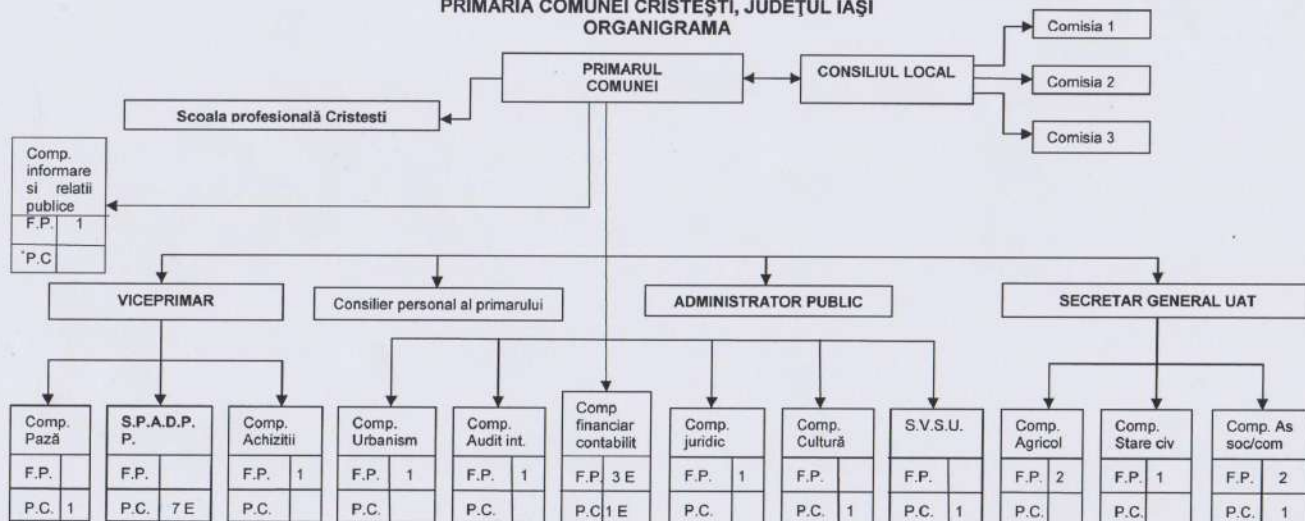 PRIMARIA COMUNEI CRISTEȘTI, JUDEŢUL IAŞI
ORGANIGRAMA
PRIMARUL
COMUNEI
CONSILIUL LOCAL
Comisia 1
Comisia 2
Comisia 3
Scoala profesională Cristesti
Comp.
informare
si relatii
publice
F.P. 1
P.C
VICEPRIMAR
Consilier personal al primarului
ADMINISTRATOR PUBLIC
SECRETAR GENERAL UAT
Comp.
Pază
F.P.
P.C. 1
S.P.A.D.P.
P.
F.P.
P.C. 7 E
Comp.
Achizitii
F.P. 1
P.C.
Comp.
Urbanism
F.P. 1
P.C.
Comp.
Audit int.
F.P. 1
P.C.
Comp
financiar
contabilit
F.P. 3 E
P.C 1 E
Comp.
juridic
F.P. 1
P.C.
Comp.
Cultură
F.P.
P.C. 1
S.V.S.U.
F.P.
P.C. 1
Comp.
Agricol
F.P. 2
P.C.
Comp.
Stare civ
F.P. 1
P.C.
Comp. As
soc/com
F.P. 2
P.C. 1